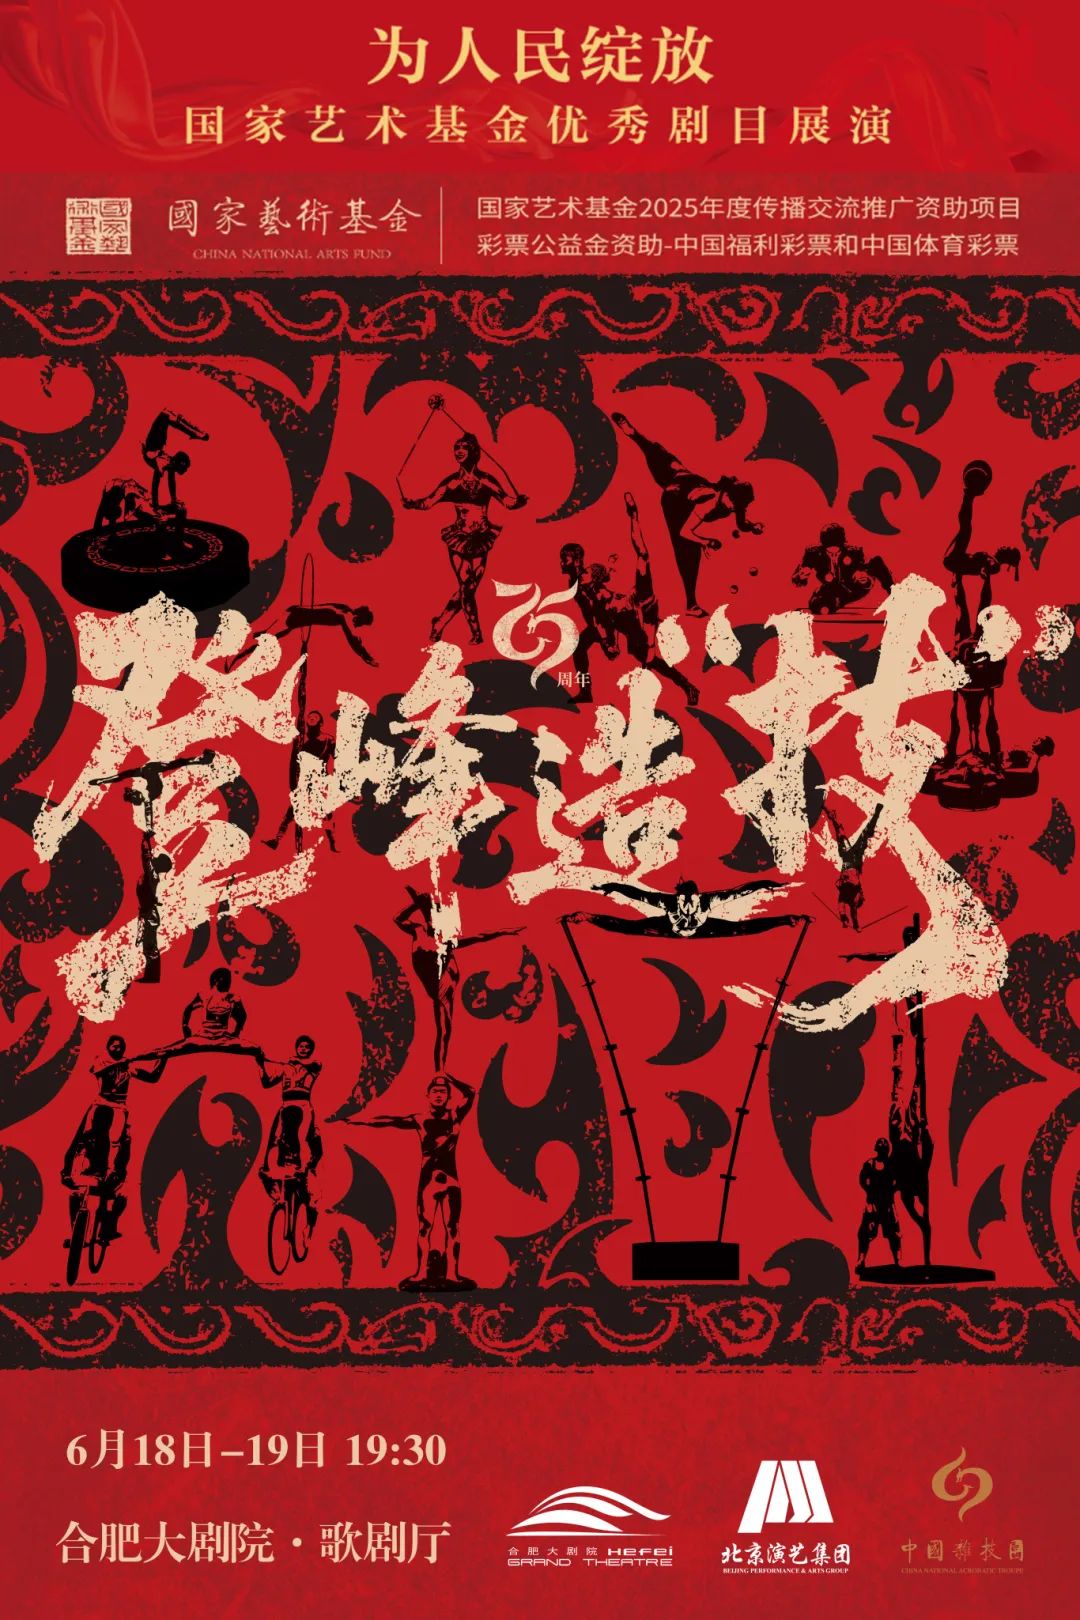 为人民绽放
国家艺术基金优秀剧目展演
國家藝術基金
CHINA NATIONAL ARTS FUND
国家艺术基金2025年度传播交流推广资助项目
彩票公益金资助-中国福利彩票和中国体育彩票
75
周年
登峰造“技”
6月18日-19日 19:30
合肥大剧院·歌剧厅
合肥大剧院 HEFEI
GRAND THEATRE
北京演艺集团
BEIJING PERFORMANCE & ARTS GROUP
中國雜技團
CHINA NATIONAL ACROBATIC TROUPE